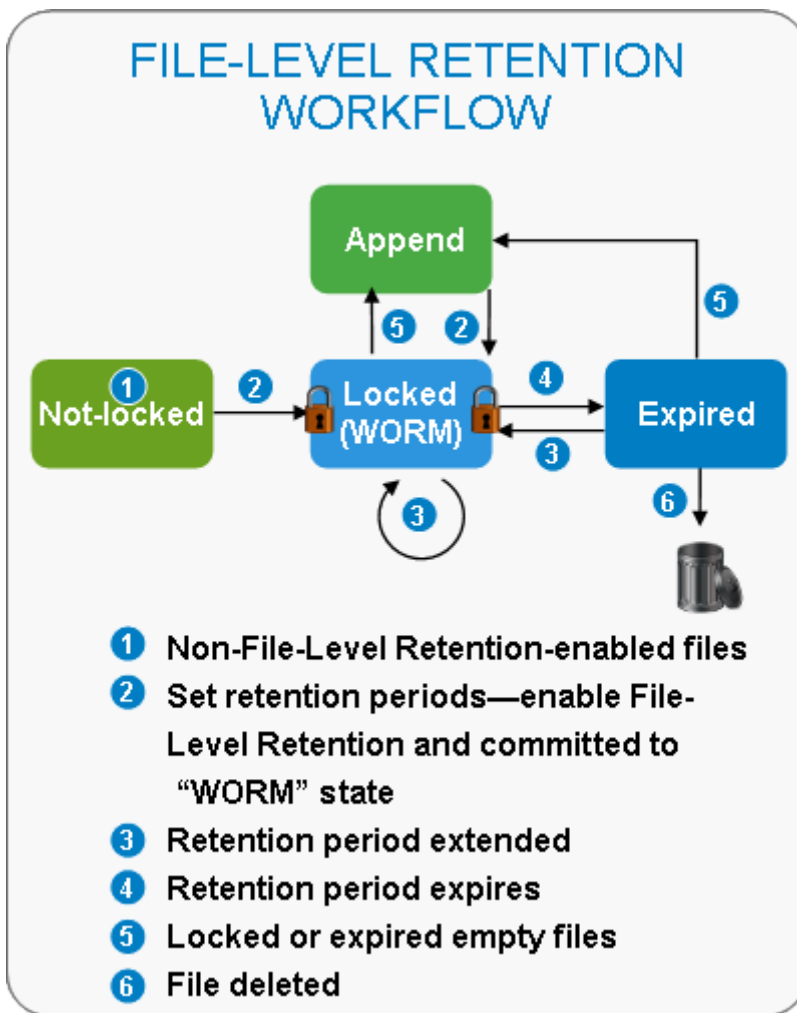 FILE-LEVEL RETENTION
WORKFLOW
Append
5
2
5
1
Not-locked
2
Locked
(WORM)
4
3
Expired
3
6
1 Non-File-Level Retention-enabled files
2 Set retention periods—enable File-
Level Retention and committed to
“WORM” state
3 Retention period extended
4 Retention period expires
5 Locked or expired empty files
6 File deleted